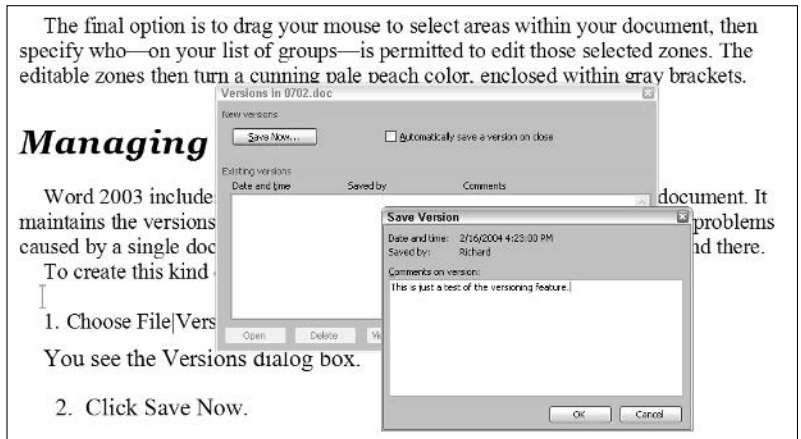 The final option is to drag your mouse to select areas within your document, then
specify who—on your list of groups—is permitted to edit those selected zones. The
editable zones then turn a cunning pale peach color, enclosed within gray brackets.
Versions in 0702.doc
New versions
Save Now...
Automatically save a version on close
Existing versions
Date and time Saved by Comments
Managing
Word 2003 include document. It
maintains the versions problems
caused by a single doc nd there.
To create this kind
1. Choose File|Vers
Open Delete
You see the Versions dialog box.
2. Click Save Now.
Save Version
Date and time: 2/16/2004 4:23:00 PM
Saved by: Richard
Comments on version:
This is just a test of the versioning feature.
OK Cancel